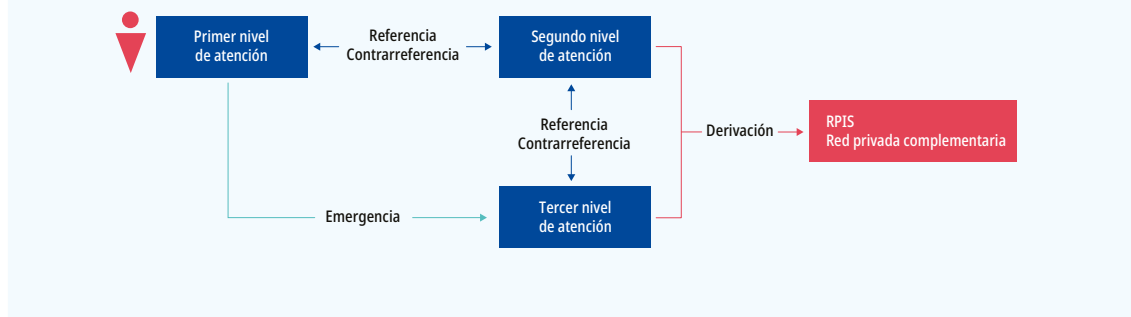 Primer nivel
de atención
Referencia
Contrarreferencia
Segundo nivel
de atención
Referencia
Contrarreferencia
Derivación
RPIS
Red privada complementaria
Emergencia
Tercer nivel
de atención